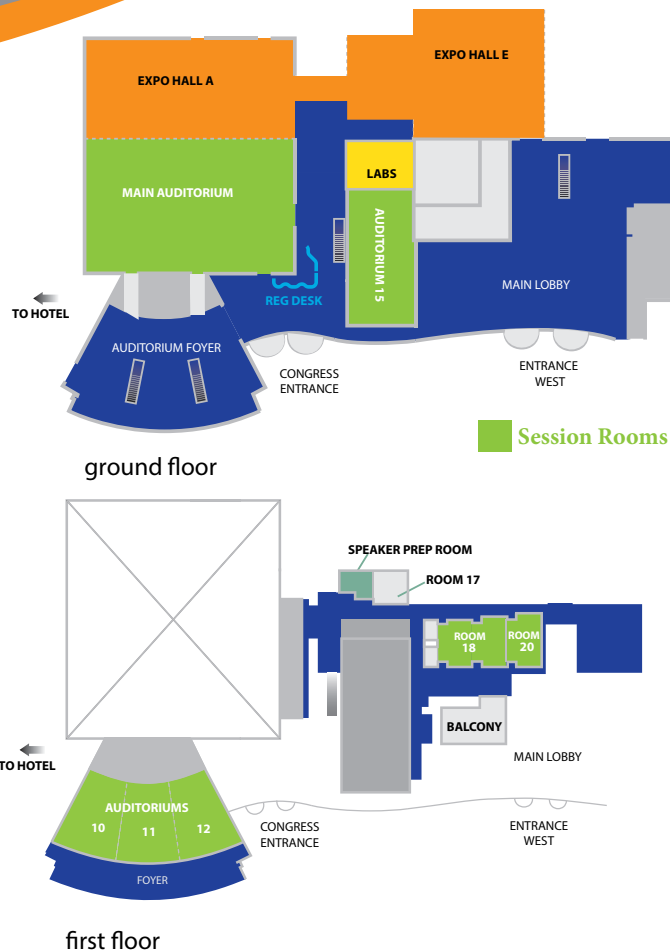 EXPO HALL A
EXPO HALL E
MAIN AUDITORIUM
LABS
AUDITORIUM 15
REG DESK
MAIN LOBBY
TO HOTEL
AUDITORIUM FOYER
CONGRESS
ENTRANCE
ENTRANCE
WEST
Session Rooms
ground floor
SPEAKER PREP ROOM
ROOM 17
ROOM
18
ROOM
20
BALCONY
MAIN LOBBY
TO HOTEL
AUDITORIUMS
10
11
12
CONGRESS
ENTRANCE
ENTRANCE
WEST
FOYER
first floor